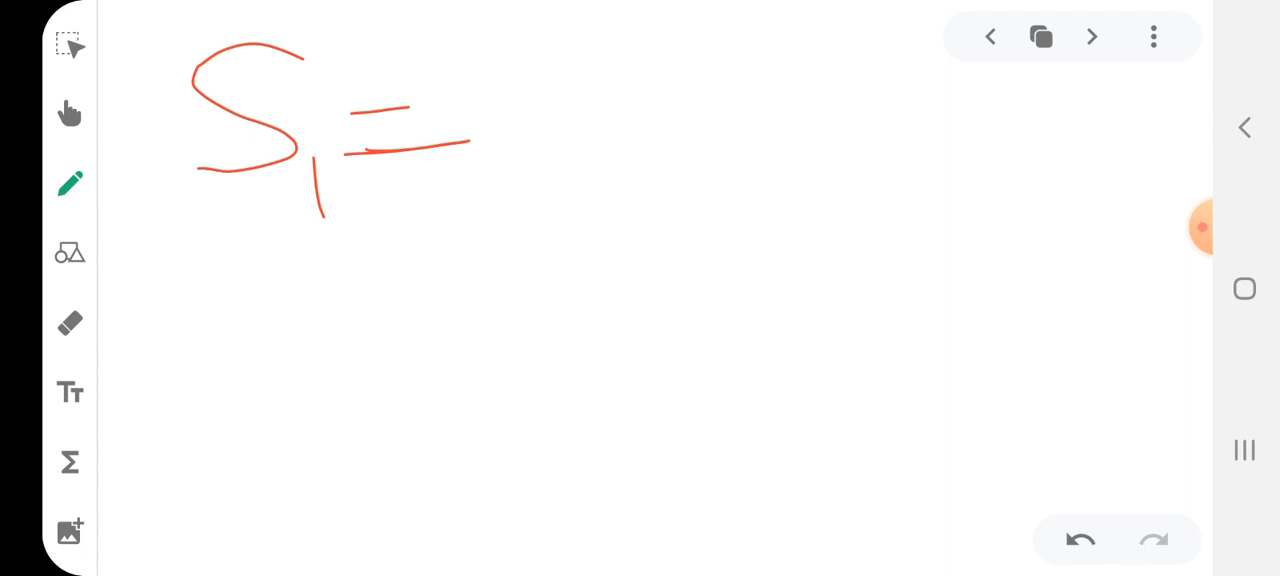 S₁ =